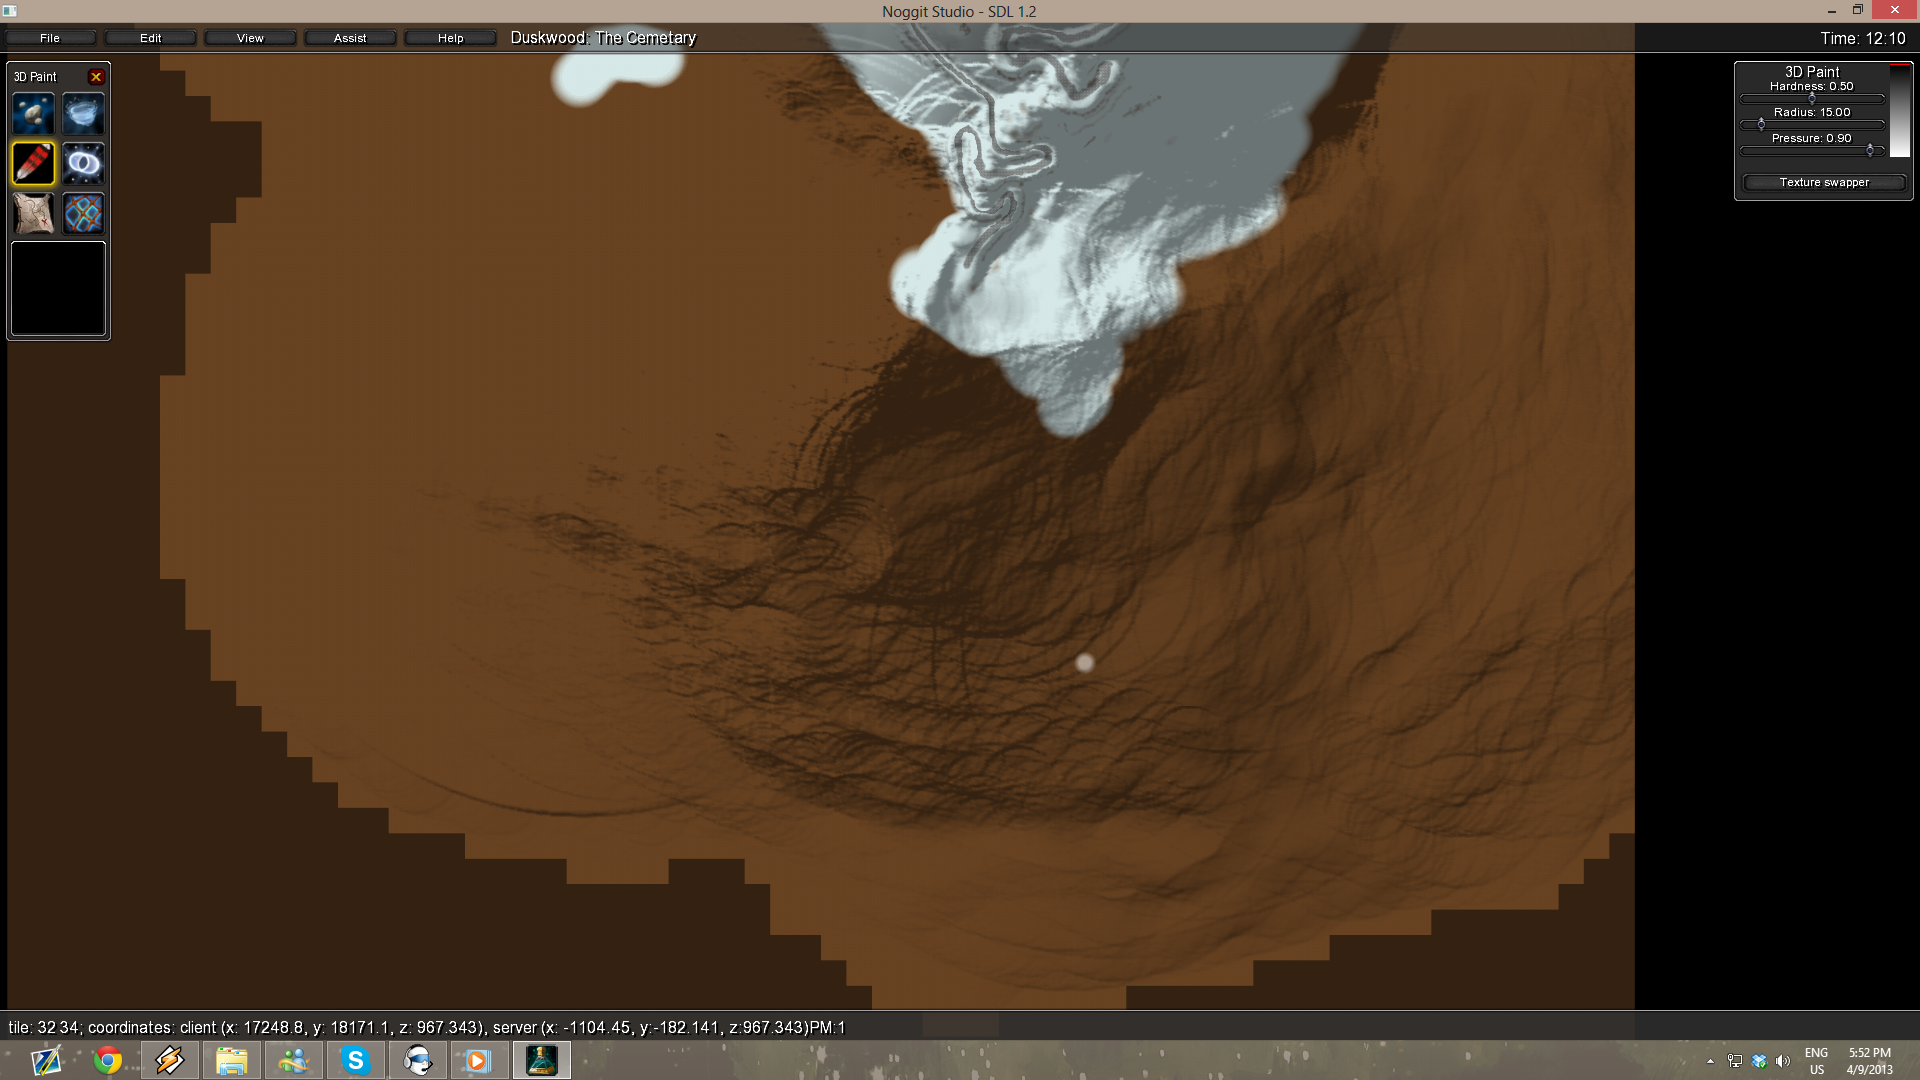 Noggit Studio - SDL 1.2
File Edit View Assist Help Duskwood: The Cemetary Time: 12:10
3D Paint
3D Paint
Hardness: 0.50
Radius: 15.00
Pressure: 0.90
Texture swapper
tile: 32 34; coordinates: client (x: 17248.8, y: 18171.1, z: 967.343), server (x: -1104.45, y:-182.141, z:967.343)PM:1
ENG 5:52 PM
US 4/9/2013